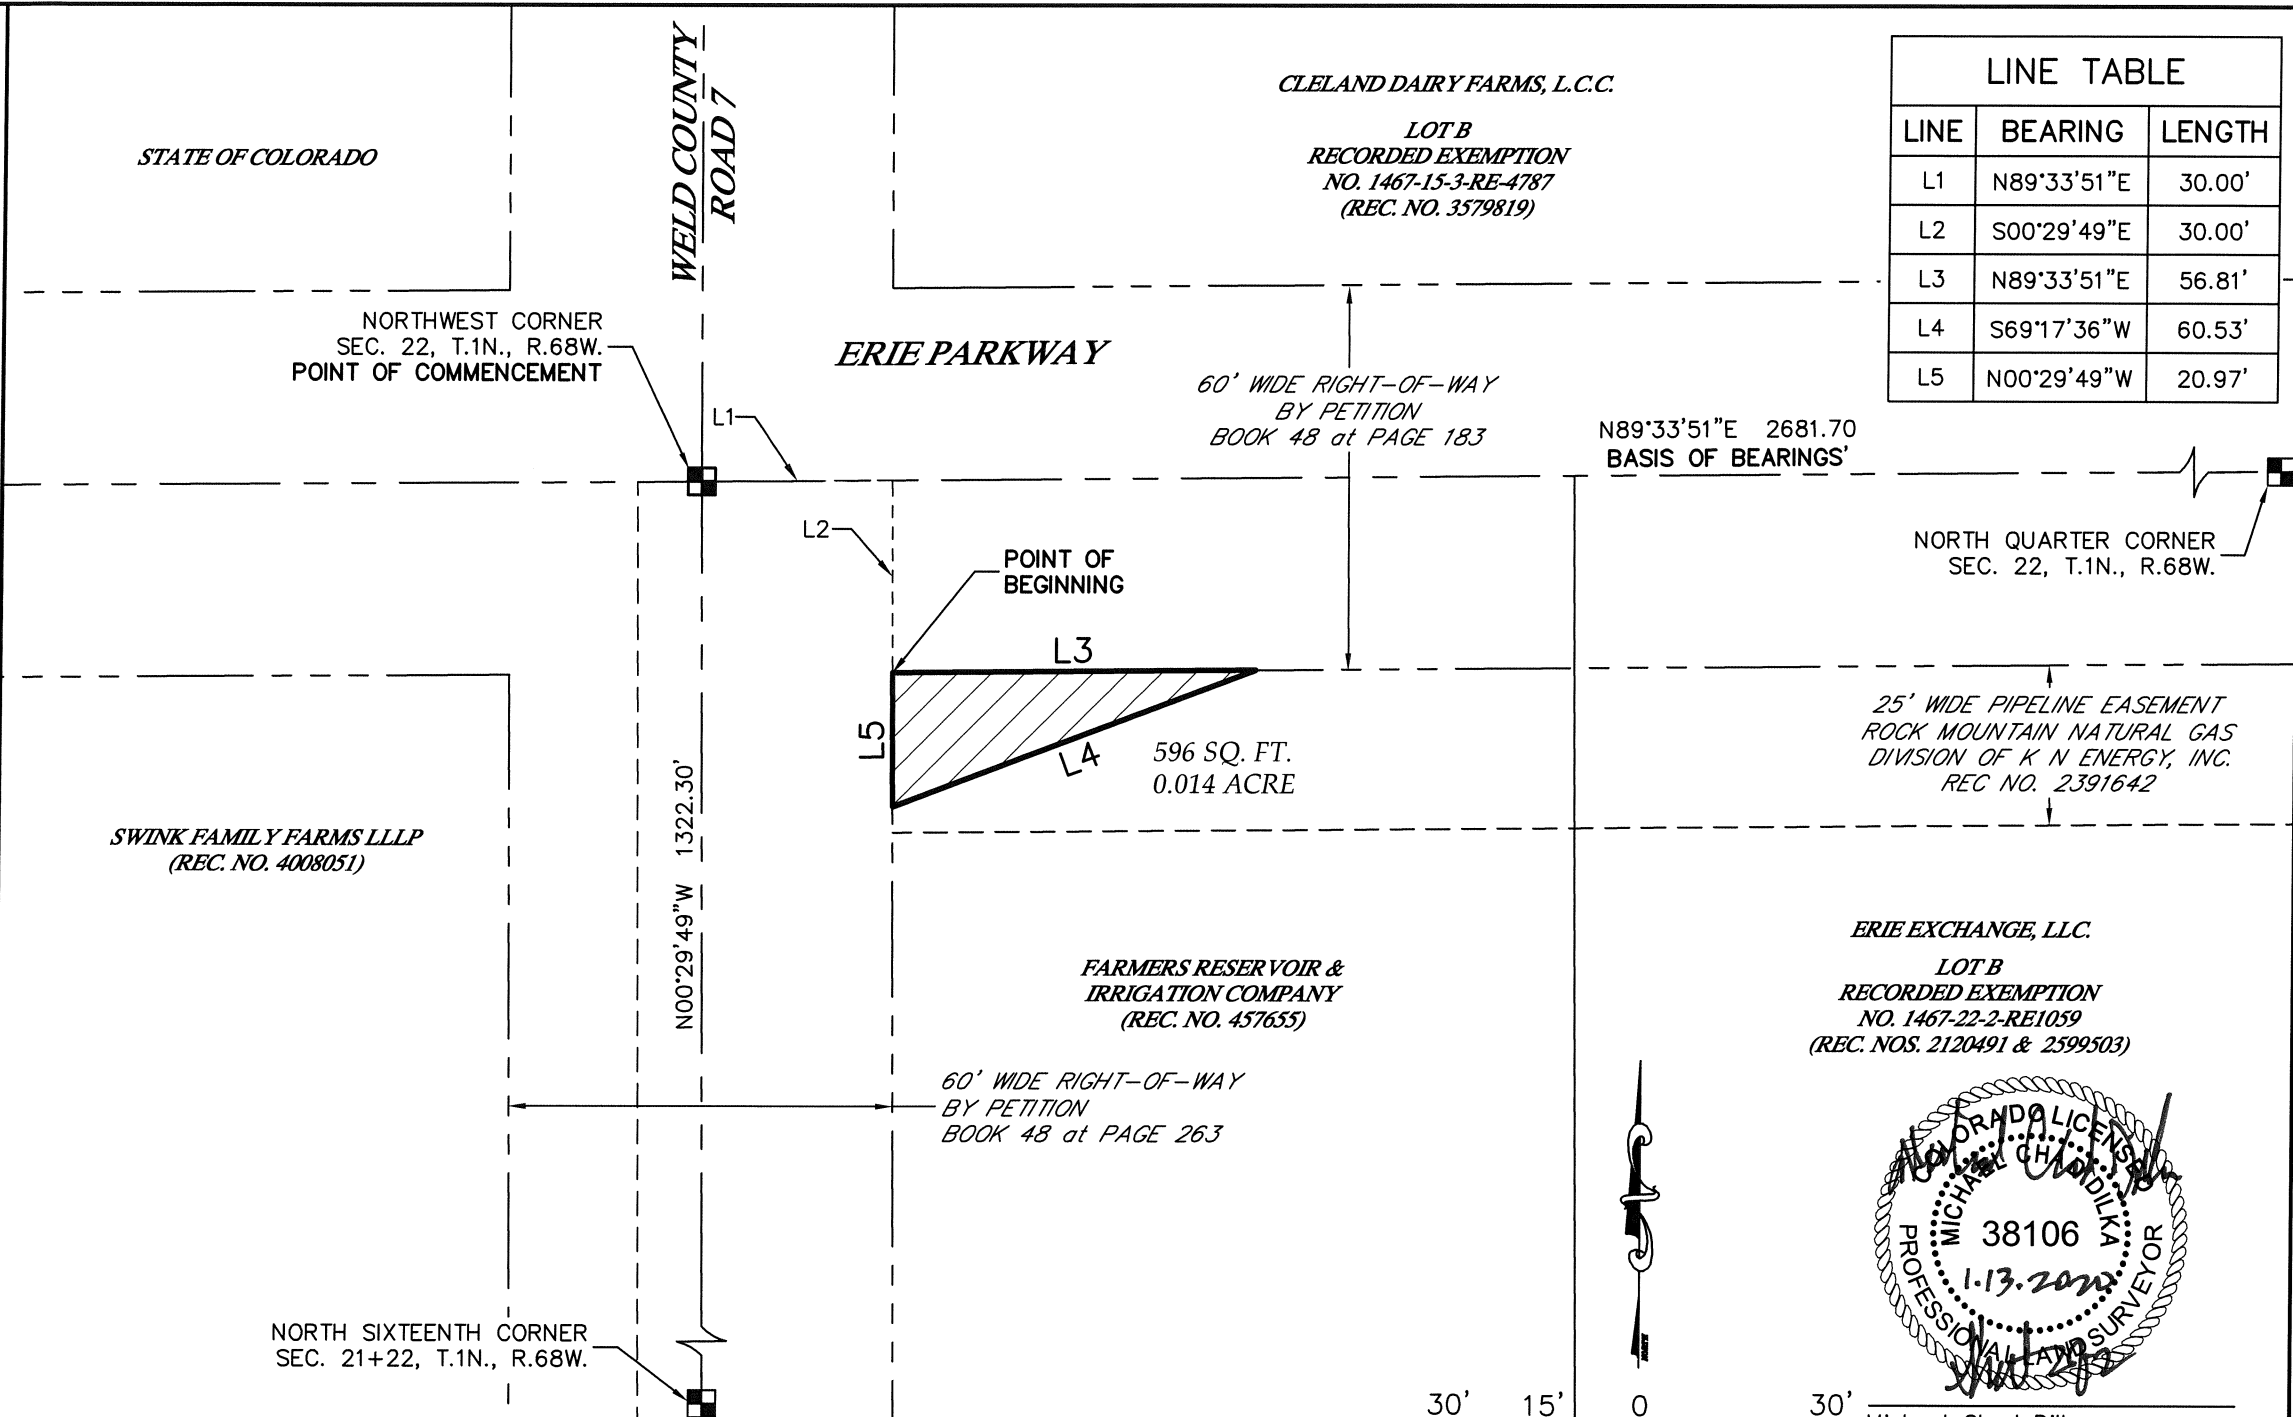 WELD COUNTY
ROAD 7
STATE OF COLORADO
CLELAND DAIRY FARMS, L.C.C.
LOT B
RECORDED EXEMPTION
NO. 1467-15-3-RE-4787
(REC. NO. 3579819)
LINE TABLE
LINE BEARING LENGTH
L1 N89°33'51"E 30.00'
L2 S00°29'49"E 30.00'
L3 N89°33'51"E 56.81'
L4 S69°17'36"W 60.53'
L5 N00°29'49"W 20.97'
NORTHWEST CORNER
SEC. 22, T.1N., R.68W.
POINT OF COMMENCEMENT
ERIE PARKWAY
60' WIDE RIGHT-OF-WAY
BY PETITION
BOOK 48 at PAGE 183
L1
N89°33'51"E 2681.70
BASIS OF BEARINGS'
L2
POINT OF
BEGINNING
NORTH QUARTER CORNER
SEC. 22, T.1N., R.68W.
L3
L5
L4
596 SQ. FT.
0.014 ACRE
25' WIDE PIPELINE EASEMENT
ROCK MOUNTAIN NATURAL GAS
DIVISION OF K N ENERGY, INC.
REC NO. 2391642
SWINK FAMILY FARMS LLLP
(REC. NO. 4008051)
N00°29'49"W 1322.30'
FARMERS RESERVOIR &
IRRIGATION COMPANY
(REC. NO. 457655)
ERIE EXCHANGE, LLC.
LOT B
RECORDED EXEMPTION
NO. 1467-22-2-RE1059
(REC. NOS. 2120491 & 2599503)
60' WIDE RIGHT-OF-WAY
BY PETITION
BOOK 48 at PAGE 263
COLORADO LICENSED
MICHAEL CHAD DILKA
38106
1.13.2020
PROFESSIONAL LAND SURVEYOR
NORTH
NORTH SIXTEENTH CORNER
SEC. 21+22, T.1N., R.68W.
30' 15' 0 30'